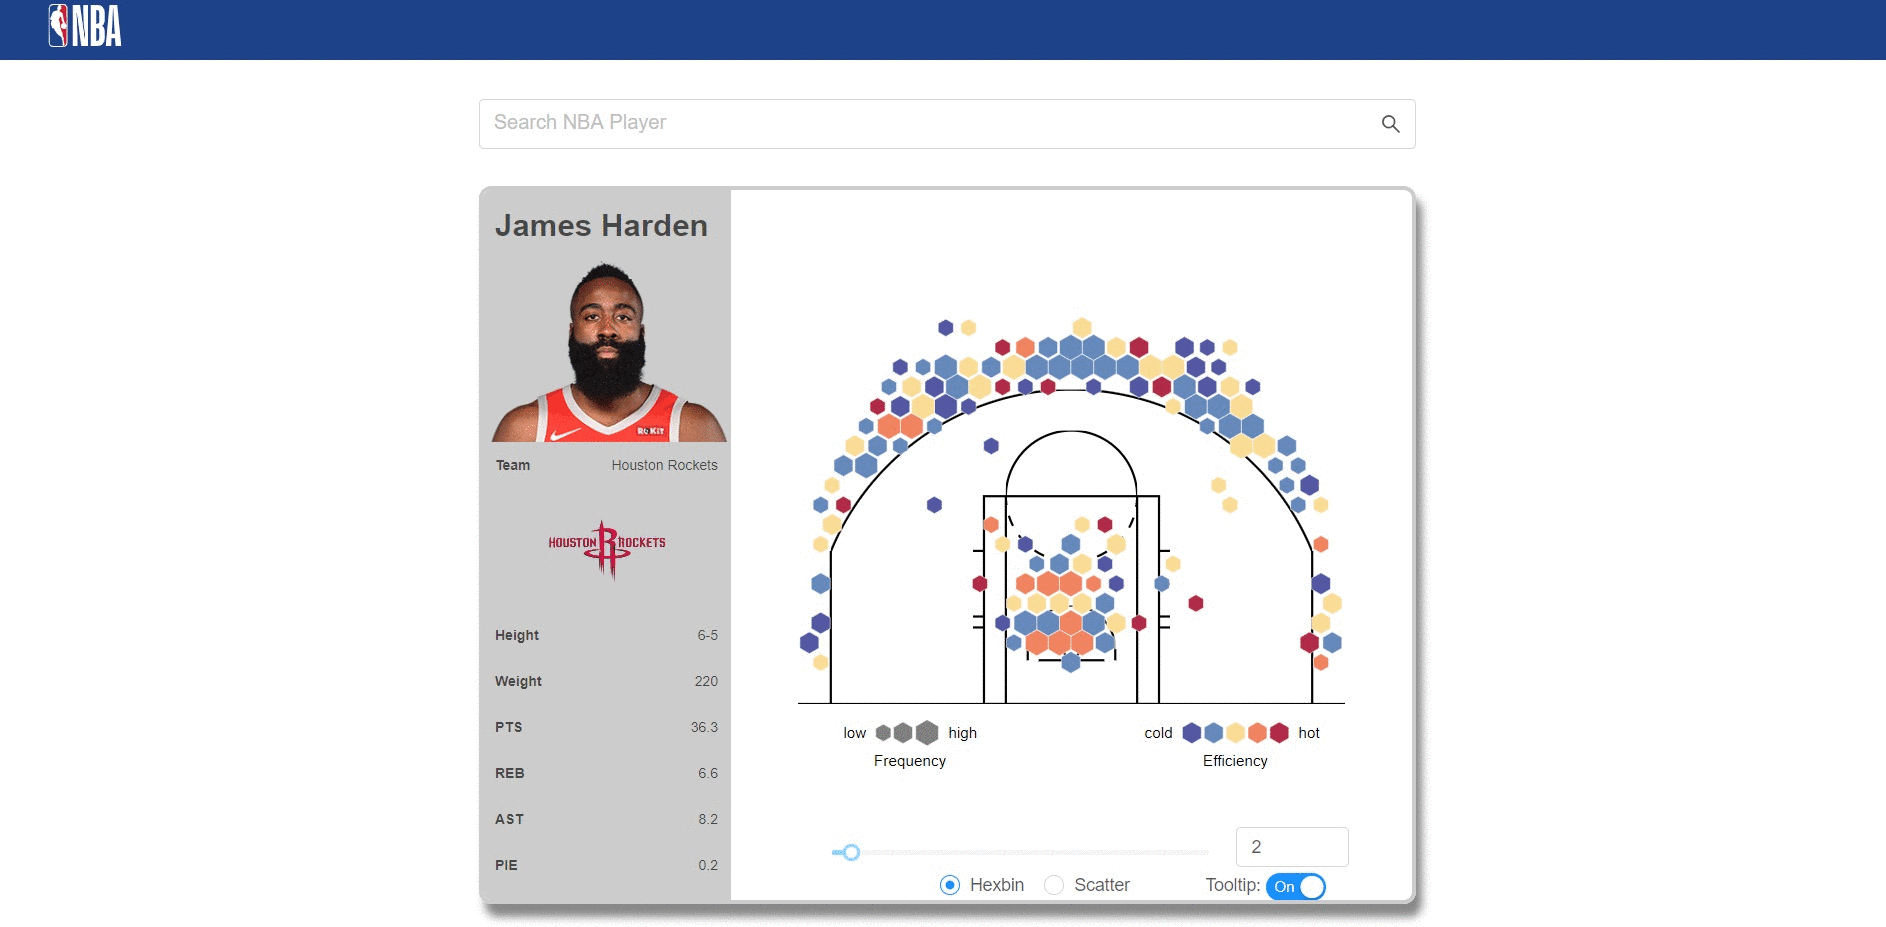 NBA
Search NBA Player
James Harden
ROKiT
Team Houston Rockets
HOUSTON R ROCKETS
Height 6-5
Weight 220
PTS 36.3
REB 6.6
AST 8.2
PIE 0.2
low high
Frequency
cold hot
Efficiency
2
Hexbin Scatter Tooltip: On